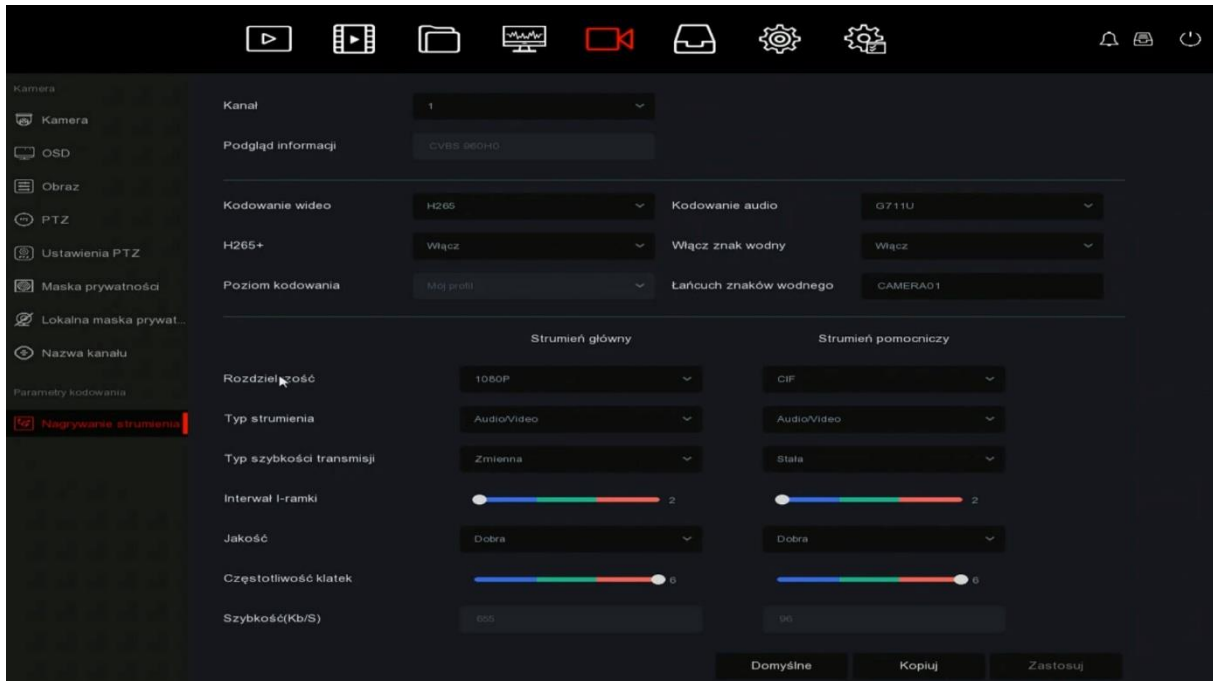 Kamera
Kamera
OSD
Obraz
PTZ
Ustawienia PTZ
Maska prywatności
Lokalna maska prywat...
Nazwa kanału
Parametry kodowania
Nagrywanie strumienia
Kanał 1
Podgląd informacji CVBS 960H0
Kodowanie wideo H265 Kodowanie audio G711U
H265+ Włącz Włącz znak wodny Włącz
Poziom kodowania Mój profil Łańcuch znaków wodnego CAMERA01
Strumień główny Strumień pomocniczy
Rozdzielczość 1080P CIF
Typ strumienia Audio/Video Audio/Video
Typ szybkości transmisji Zmienna Stała
Interwał I-ramki 2 2
Jakość Dobra Dobra
Częstotliwość klatek 6 6
Szybkość(Kb/S) 655 96
Domyślne Kopiuj Zastosuj